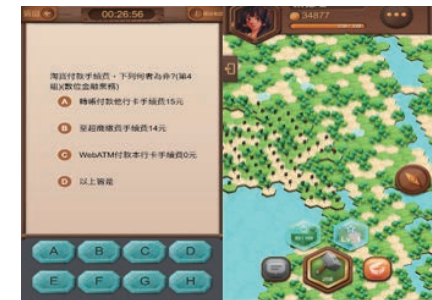 00:26:56
淘寶付款手續費，下列何者為非?(第4
組)(數位金融業務)
A 轉帳付款他行卡手續費15元
B 至超商繳費手續費14元
C WebATM付款本行卡手續費0元
D 以上皆是
A B C D
E F G H
34877